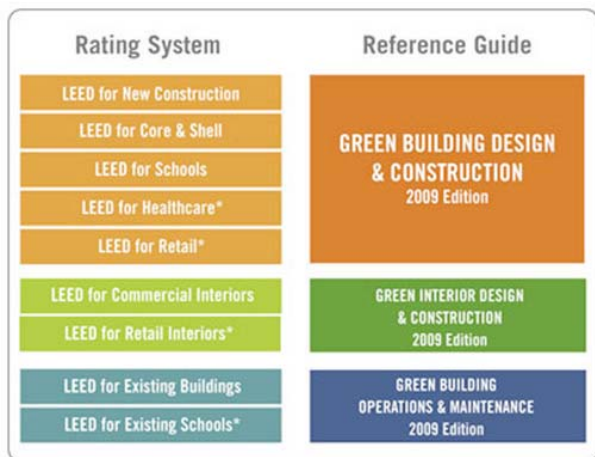 Rating System
LEED for New Construction
LEED for Core & Shell
LEED for Schools
LEED for Healthcare*
LEED for Retail*
LEED for Commercial Interiors
LEED for Retail Interiors*
LEED for Existing Buildings
LEED for Existing Schools*
Reference Guide
GREEN BUILDING DESIGN
& CONSTRUCTION
2009 Edition
GREEN INTERIOR DESIGN
& CONSTRUCTION
2009 Edition
GREEN BUILDING
OPERATIONS & MAINTENANCE
2009 Edition